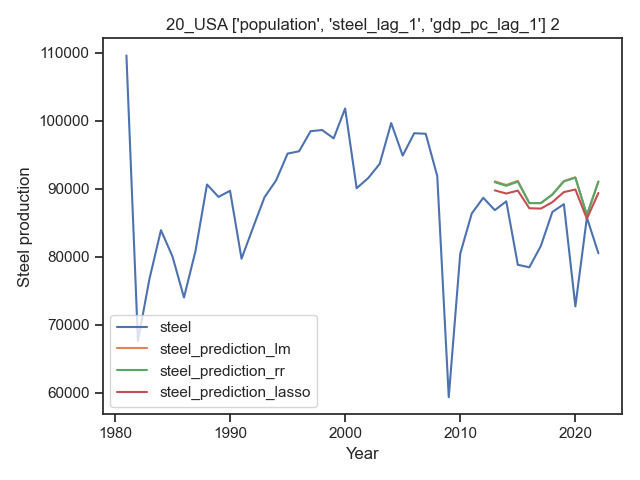 20_USA ['population', 'steel_lag_1', 'gdp_pc_lag_1'] 2
110000
100000
90000
80000
70000
60000
Steel production
steel
steel_prediction_lm
steel_prediction_rr
steel_prediction_lasso
1980
1990
2000
2010
2020
Year